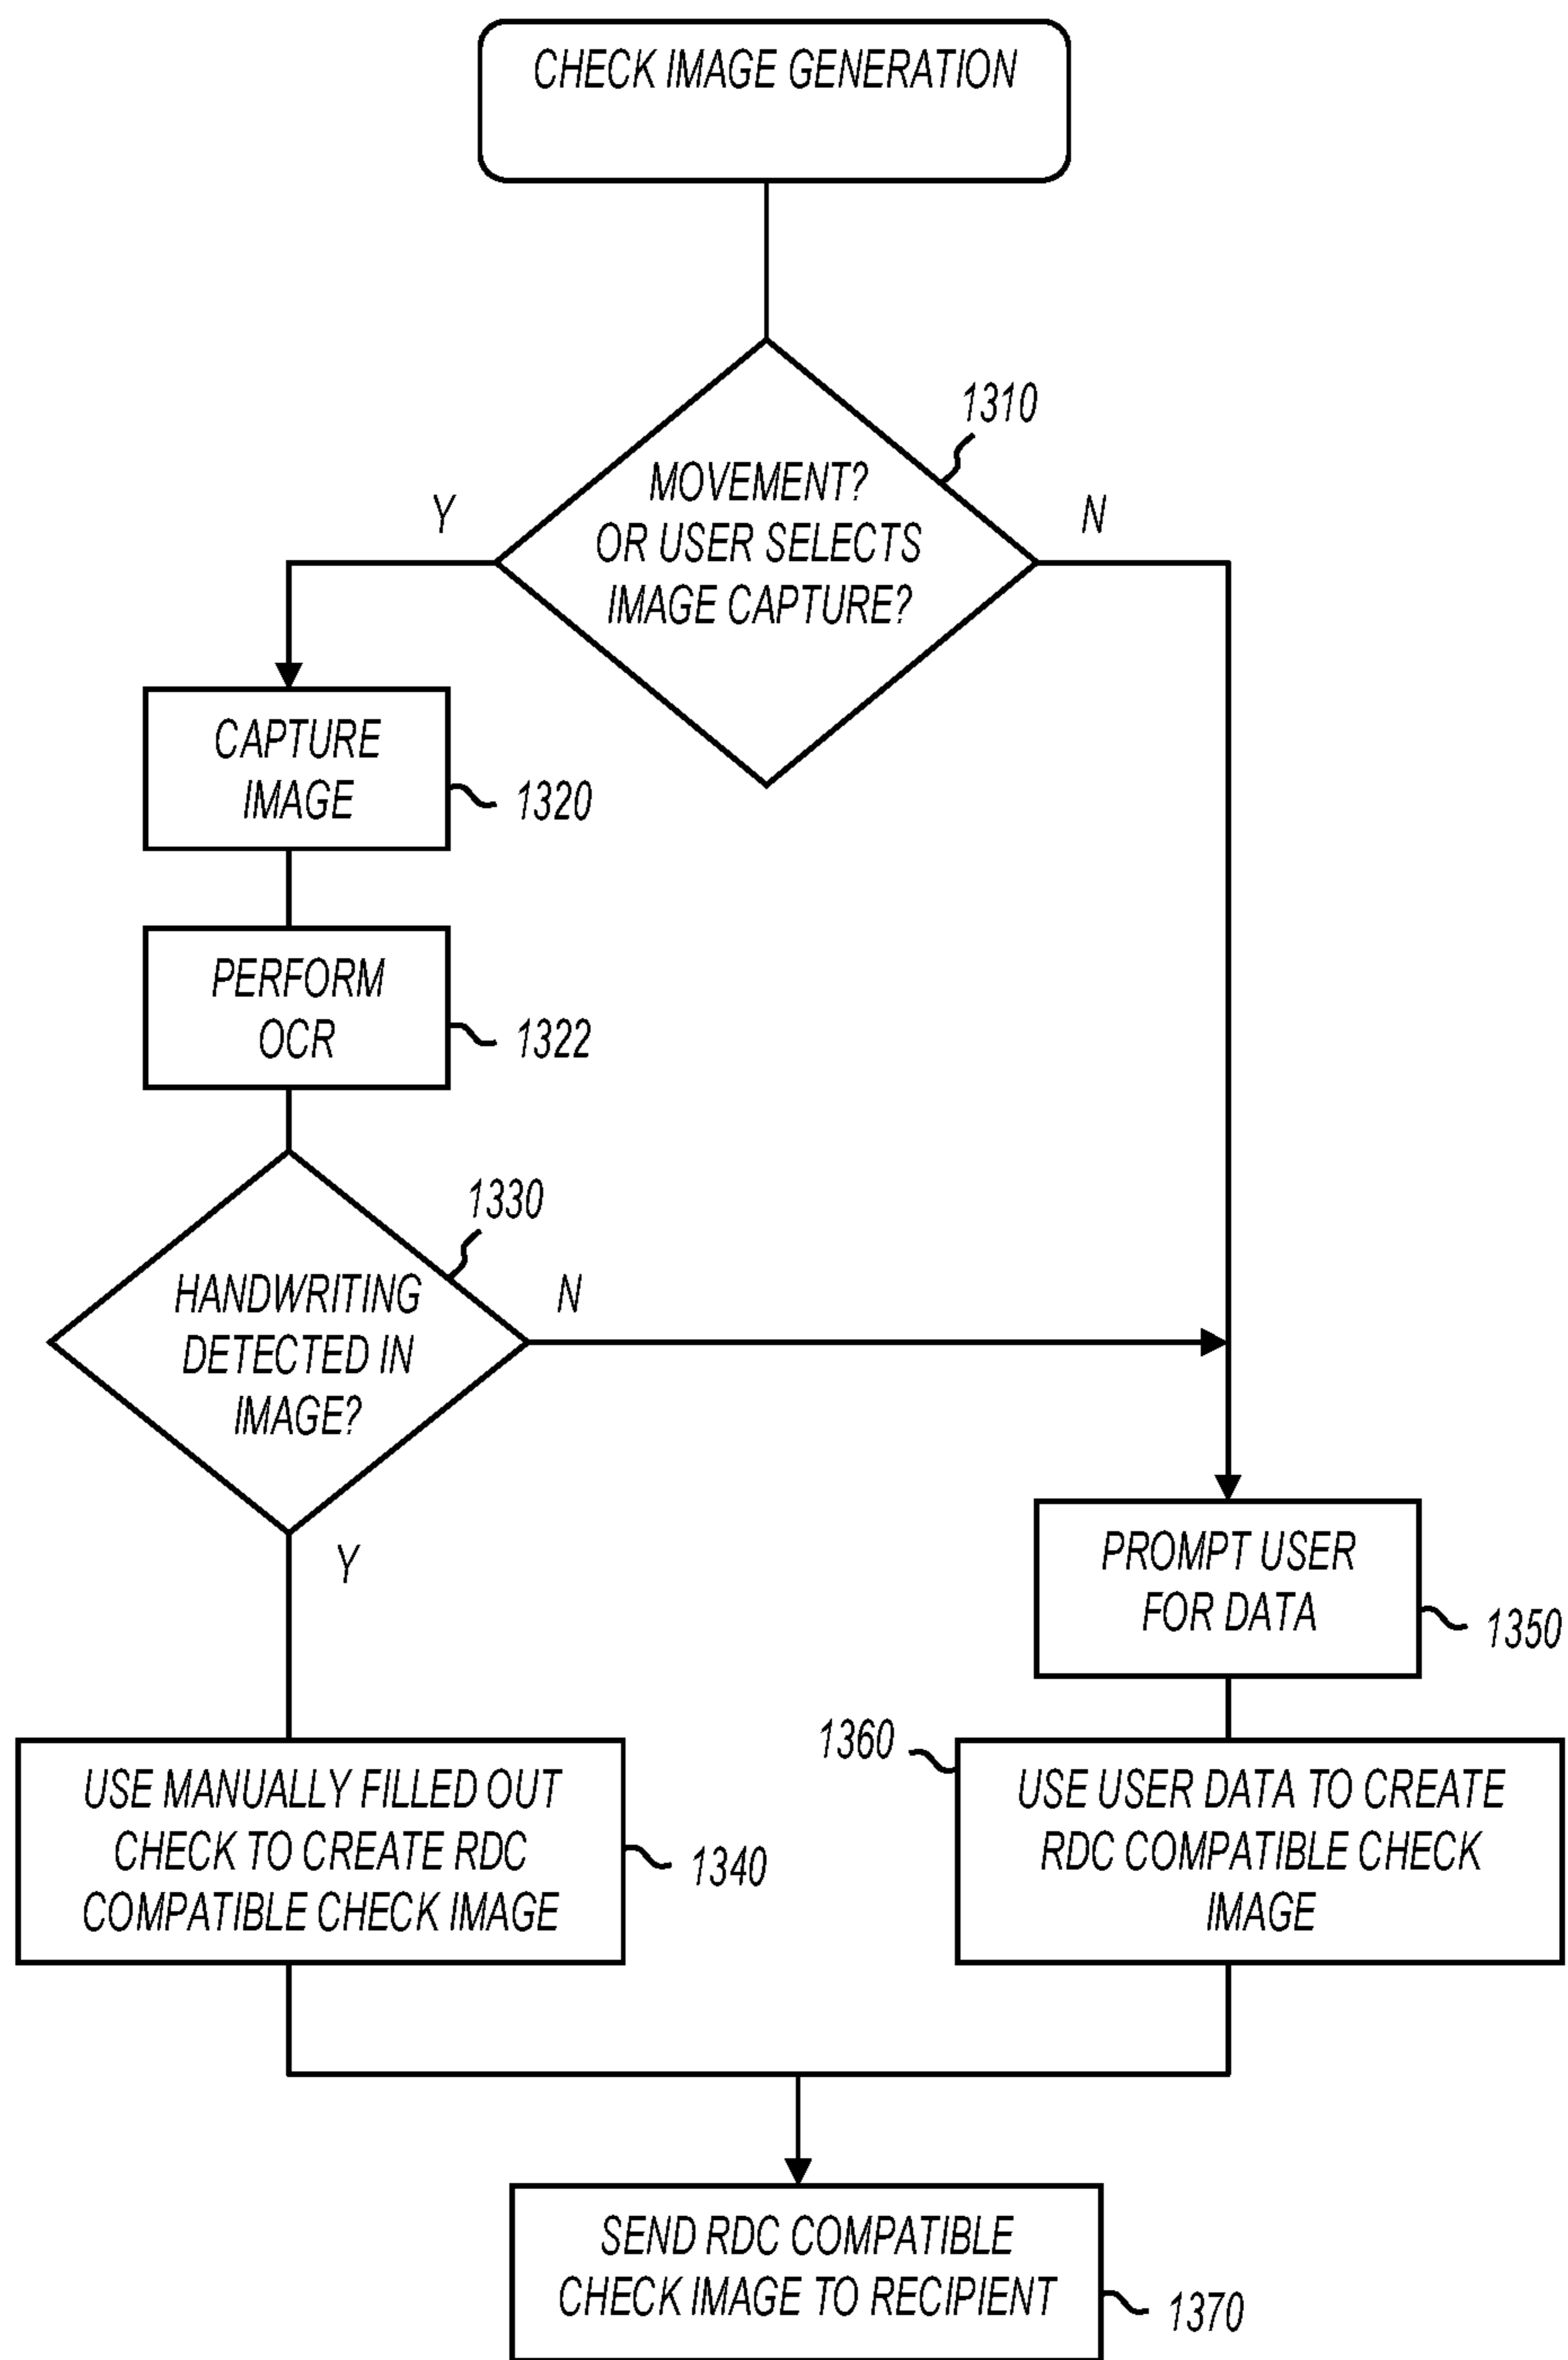 CHECK IMAGE GENERATION
1310
MOVEMENT?
OR USER SELECTS
IMAGE CAPTURE?
Y
N
CAPTURE
IMAGE
1320
PERFORM
OCR
1322
1330
HANDWRITING
DETECTED IN
IMAGE?
N
Y
PROMPT USER
FOR DATA
1350
USE MANUALLY FILLED OUT
CHECK TO CREATE RDC
COMPATIBLE CHECK IMAGE
1340
1360
USE USER DATA TO CREATE
RDC COMPATIBLE CHECK
IMAGE
SEND RDC COMPATIBLE
CHECK IMAGE TO RECIPIENT
1370